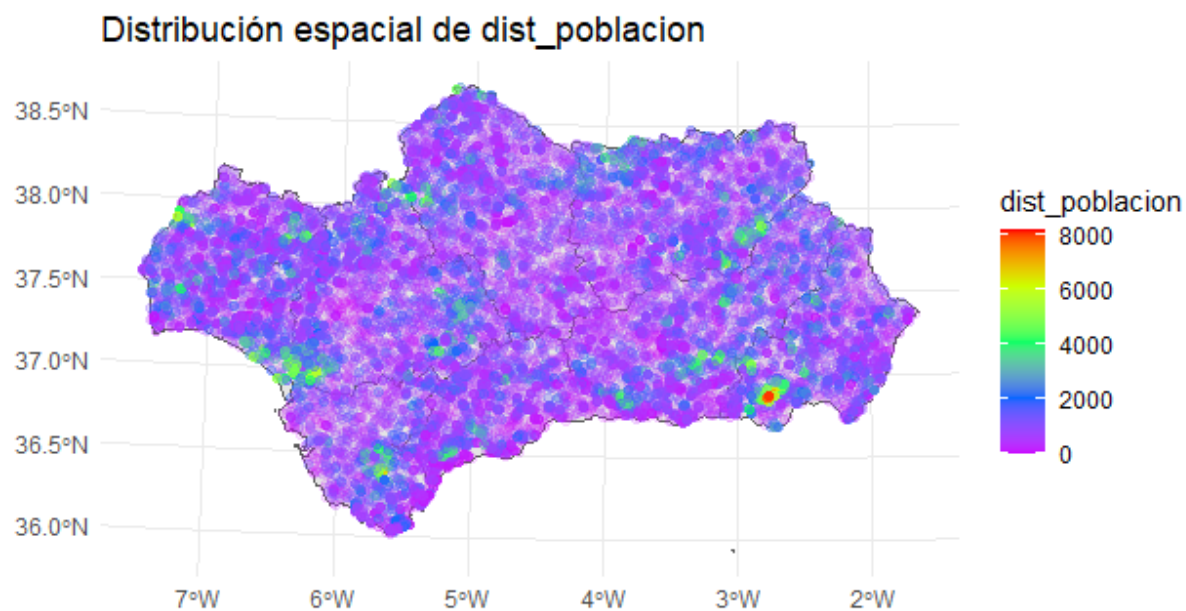 Distribución espacial de dist_poblacion
38.5°N
38.0°N
37.5°N
37.0°N
36.5°N
36.0°N
7°W 6°W 5°W 4°W 3°W 2°W
dist_poblacion
8000
6000
4000
2000
0